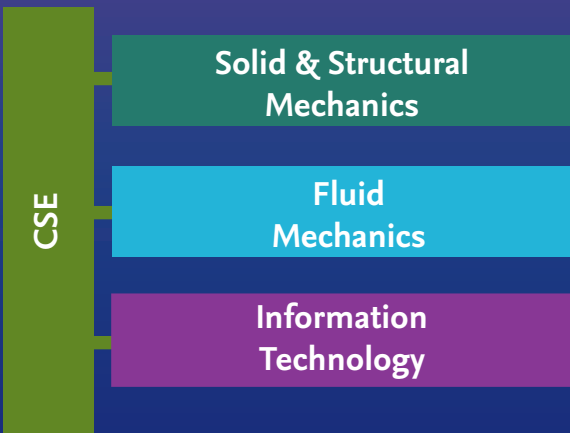 CSE
Solid & Structural
Mechanics
Fluid
Mechanics
Information
Technology